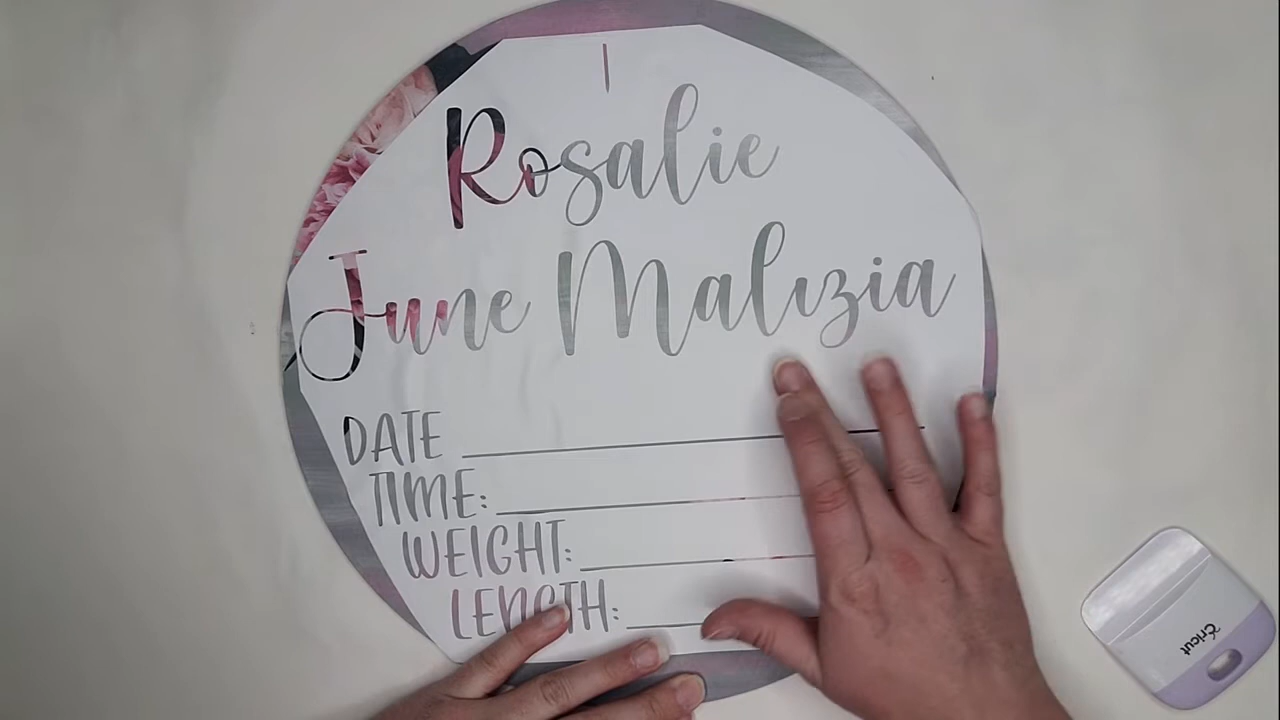 Rosalie
June Malizia
DATE
TIME:
WEIGHT:
LENGTH:
Cricut